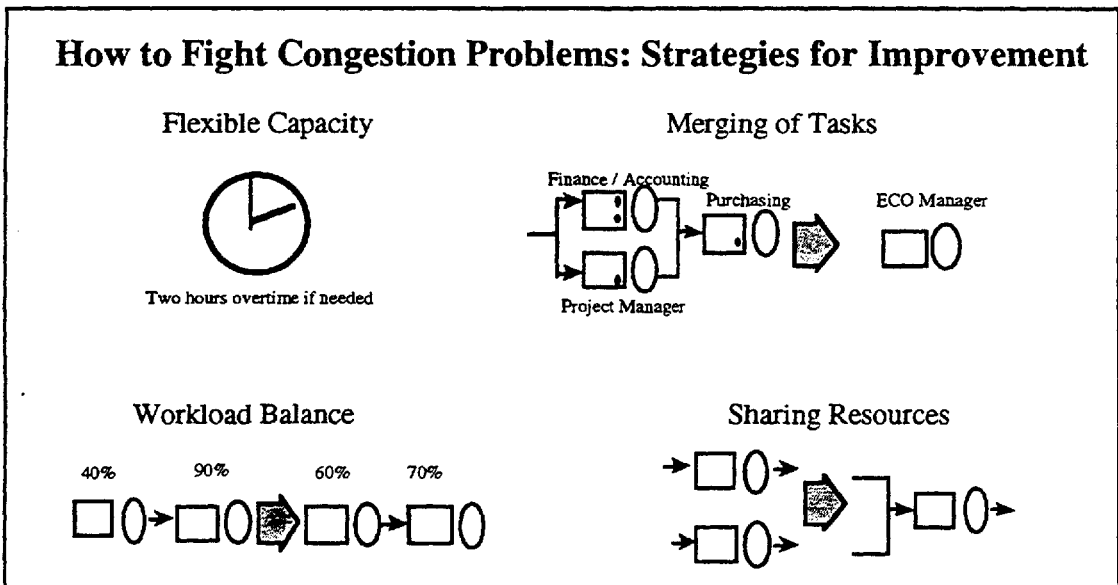 How to Fight Congestion Problems: Strategies for Improvement
Flexible Capacity
Two hours overtime if needed
Merging of Tasks
Finance / Accounting
Purchasing
ECO Manager
Project Manager
Workload Balance
40%
90%
60%
70%
Sharing Resources